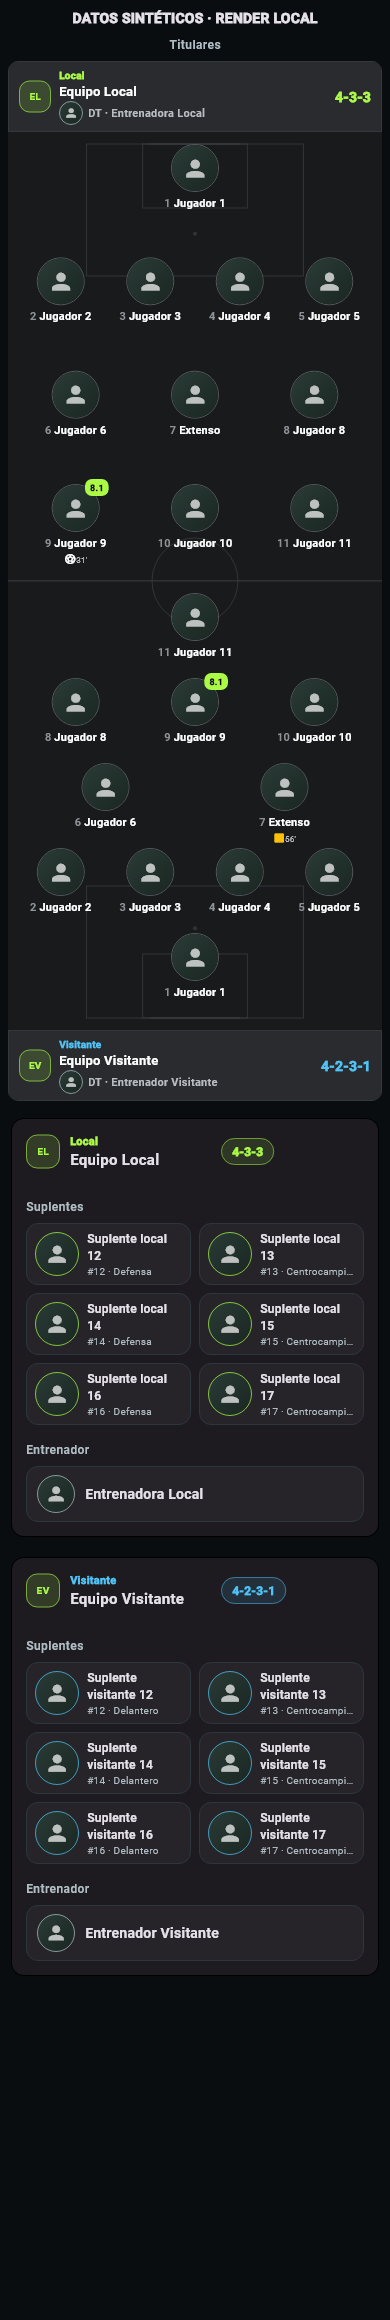 DATOS SINTÉTICOS · RENDER LOCAL
Titulares
Local
EL
Equipo Local
4-3-3
DT · Entrenadora Local
1 Jugador 1
2 Jugador 2
3 Jugador 3
4 Jugador 4
5 Jugador 5
6 Jugador 6
7 Extenso
8 Jugador 8
8.1
9 Jugador 9
10 Jugador 10
11 Jugador 11
31'
11 Jugador 11
8.1
8 Jugador 8
9 Jugador 9
10 Jugador 10
6 Jugador 6
7 Extenso
56'
2 Jugador 2
3 Jugador 3
4 Jugador 4
5 Jugador 5
1 Jugador 1
Visitante
EV
Equipo Visitante
4-2-3-1
DT · Entrenador Visitante
EL
Local
Equipo Local
4-3-3
Suplentes
Suplente local
12
#12 · Defensa
Suplente local
13
#13 · Centrocampi...
Suplente local
14
#14 · Defensa
Suplente local
15
#15 · Centrocampi...
Suplente local
16
#16 · Defensa
Suplente local
17
#17 · Centrocampi...
Entrenador
Entrenadora Local
EV
Visitante
Equipo Visitante
4-2-3-1
Suplentes
Suplente
visitante 12
#12 · Delantero
Suplente
visitante 13
#13 · Centrocampi...
Suplente
visitante 14
#14 · Delantero
Suplente
visitante 15
#15 · Centrocampi...
Suplente
visitante 16
#16 · Delantero
Suplente
visitante 17
#17 · Centrocampi...
Entrenador
Entrenador Visitante